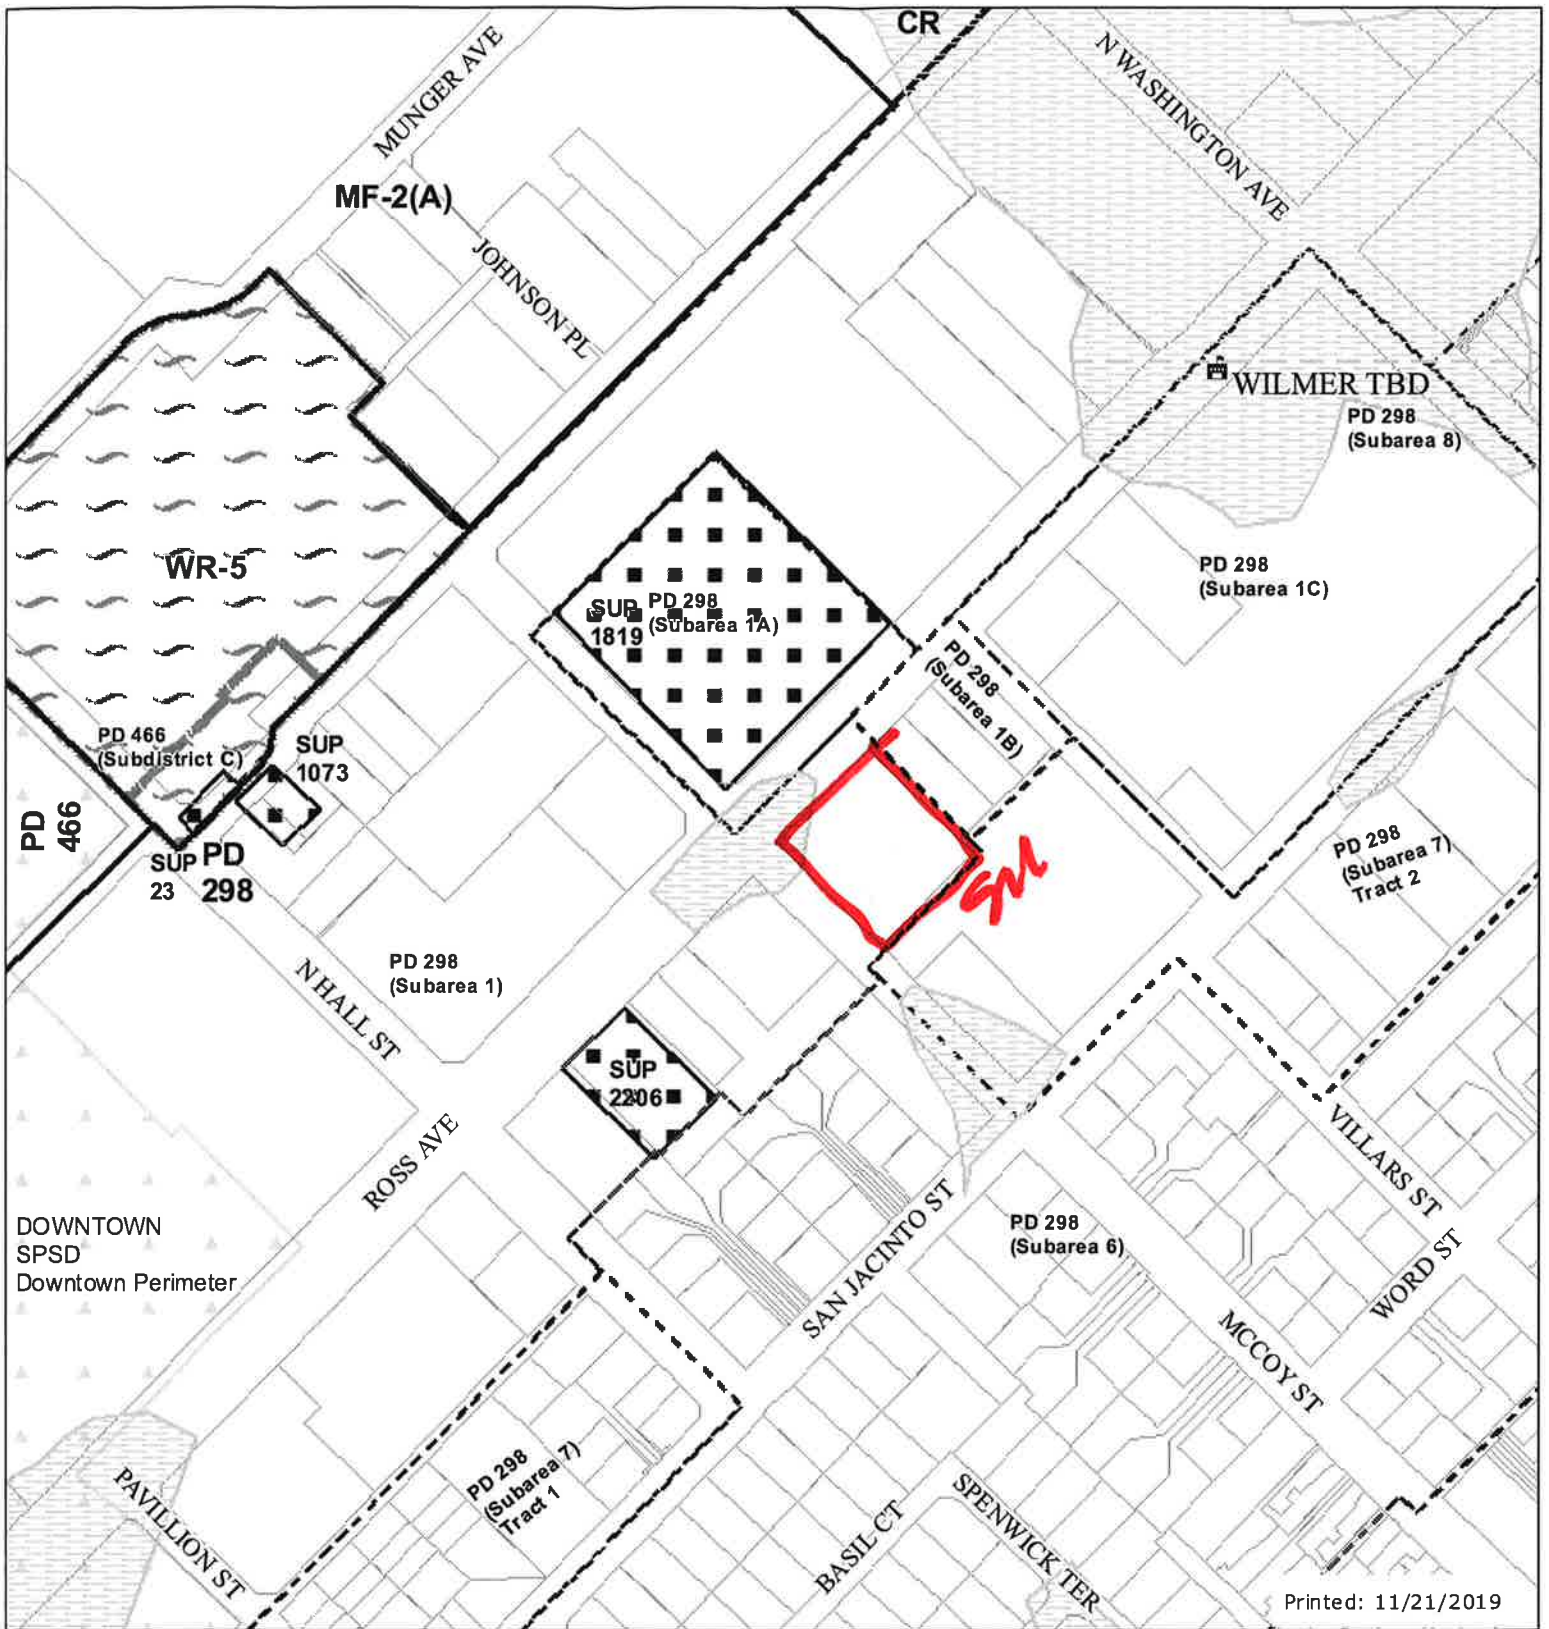 CR
MUNGER AVE
N WASHINGTON AVE
MF-2(A)
JOHNSON PL
WILMER TBD
PD 298
(Subarea 8)
WR-5
PD 298
(Subarea 1C)
SUP
1819
PD 298
(Subarea 1A)
PD 298
(Subarea 1B)
PD 466
(Subdistrict C)
SUP
1073
PD
466
SUP
23
PD
298
PD 298
(Subarea 7)
Tract 2
PD 298
(Subarea 1)
N HALL ST
SUP
2206
ROSS AVE
VILLARS ST
DOWNTOWN
SPSD
Downtown Perimeter
SAN JACINTO ST
PD 298
(Subarea 6)
WORD ST
MCCOY ST
PD 298
(Subarea 7)
Tract 1
PAVILLION ST
BASIL CT
SPENWICK TER
Printed: 11/21/2019